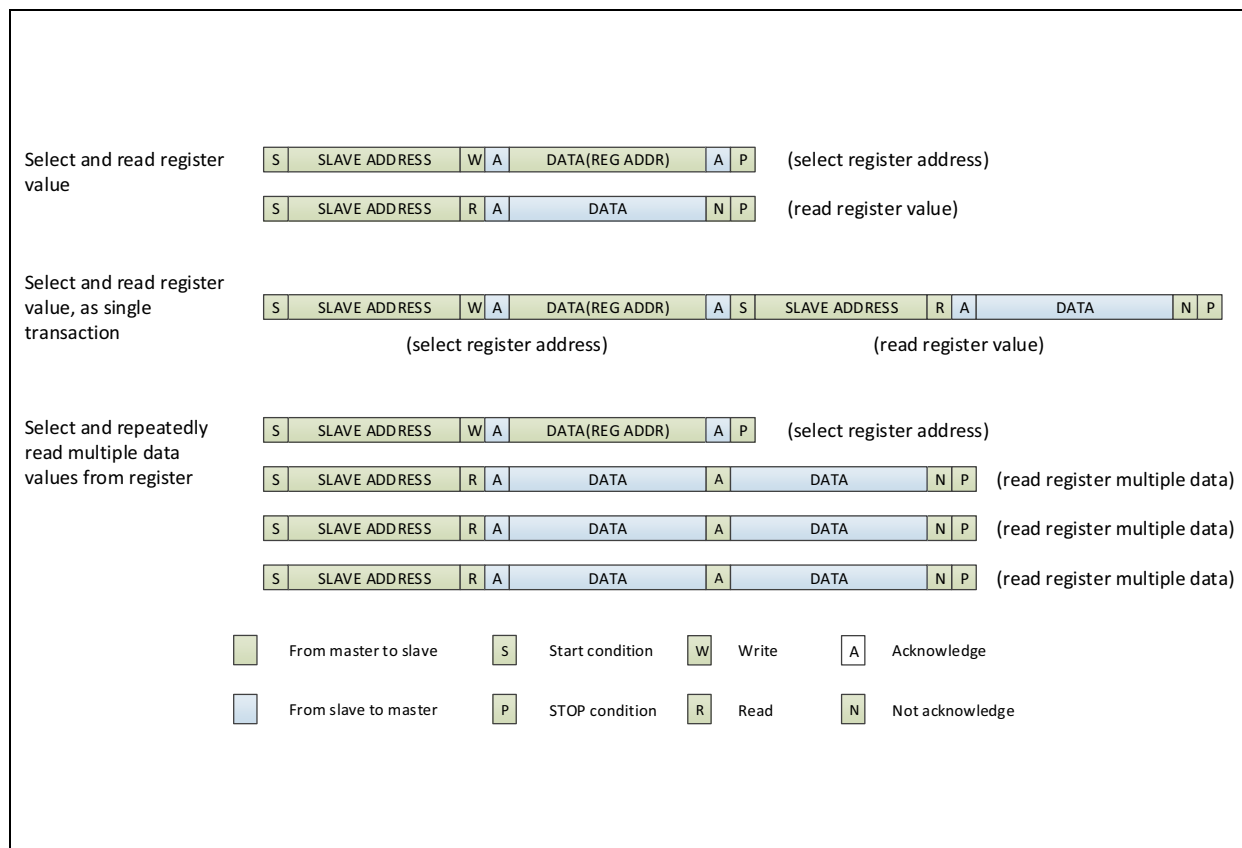 Select and read register
value
S SLAVE ADDRESS W A DATA(REG ADDR) A P (select register address)
S SLAVE ADDRESS R A DATA N P (read register value)
Select and read register
value, as single
transaction
S SLAVE ADDRESS W A DATA(REG ADDR) A S SLAVE ADDRESS R A DATA N P
(select register address) (read register value)
Select and repeatedly
read multiple data
values from register
S SLAVE ADDRESS W A DATA(REG ADDR) A P (select register address)
S SLAVE ADDRESS R A DATA A DATA N P (read register multiple data)
S SLAVE ADDRESS R A DATA A DATA N P (read register multiple data)
S SLAVE ADDRESS R A DATA A DATA N P (read register multiple data)
From master to slave S Start condition W Write A Acknowledge
From slave to master P STOP condition R Read N Not acknowledge